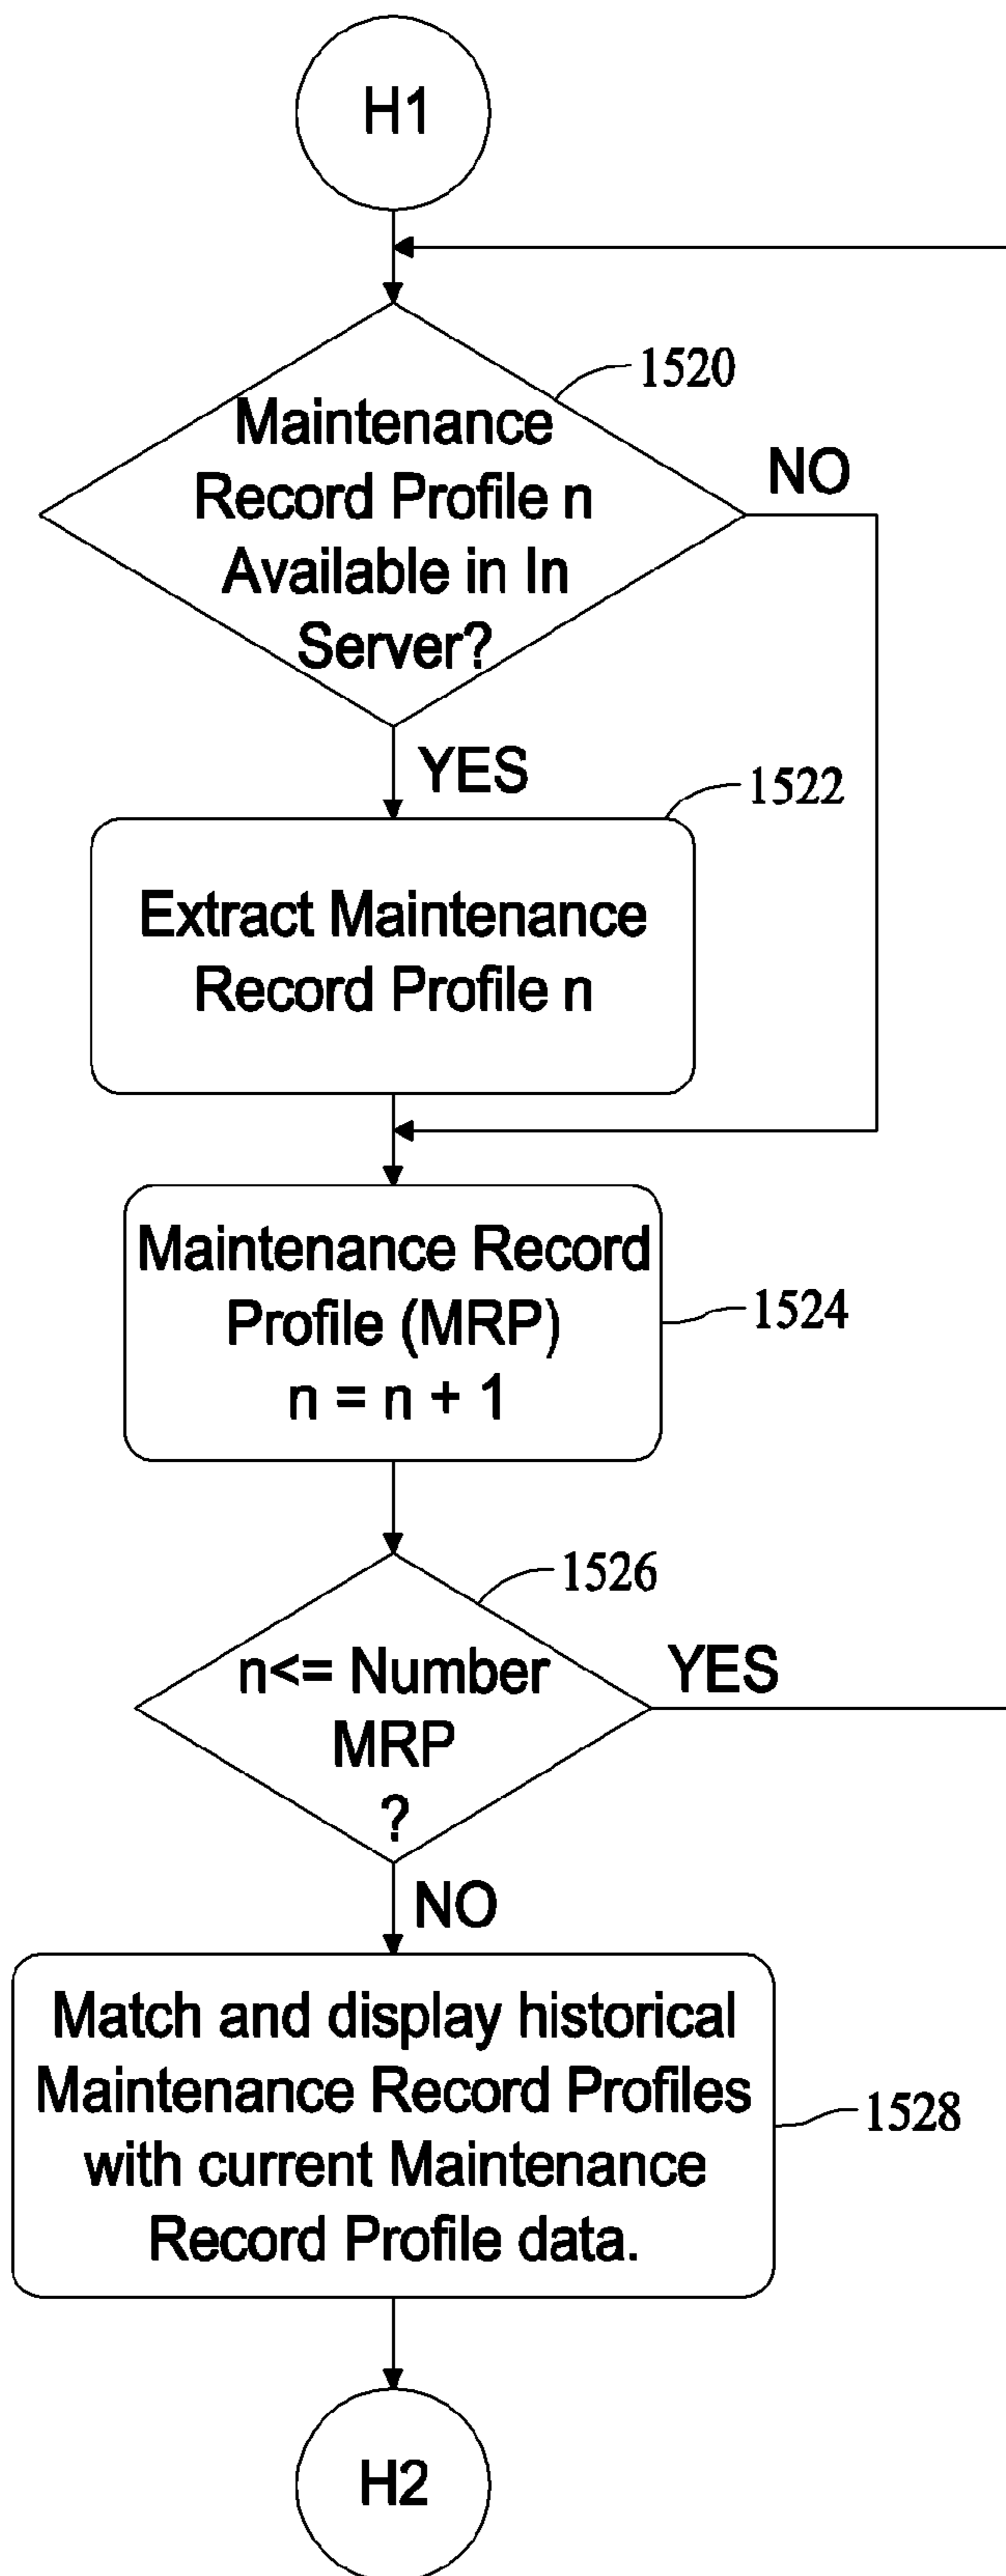 H1
1520
Maintenance
NO
Record Profile n
Available in In
Server?
YES
1522
Extract Maintenance
Record Profile n
Maintenance Record
Profile (MRP)
1524
n = n + 1
1526
n<= Number
YES
MRP
?
NO
Match and display historical
Maintenance Record Profiles
1528
with current Maintenance
Record Profile data.
H2